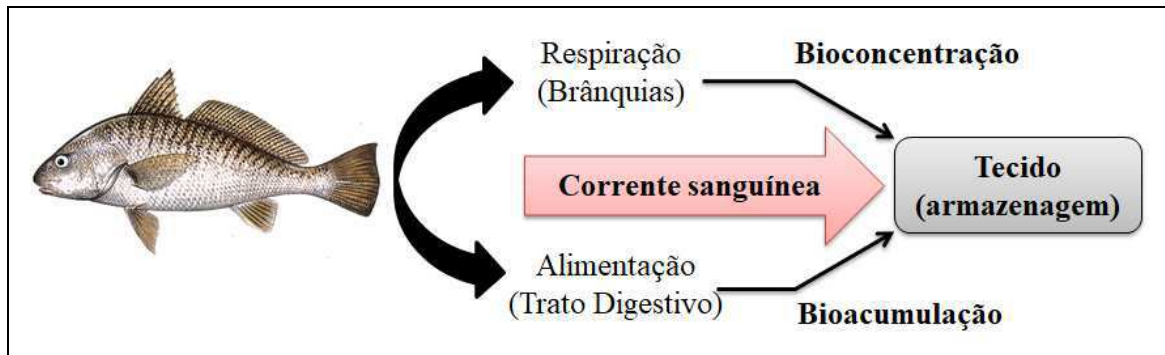 Respiração
(Brânquias)
Bioconcentração
Corrente sanguínea
Tecido
(armazenagem)
Alimentação
(Trato Digestivo)
Bioacumulação